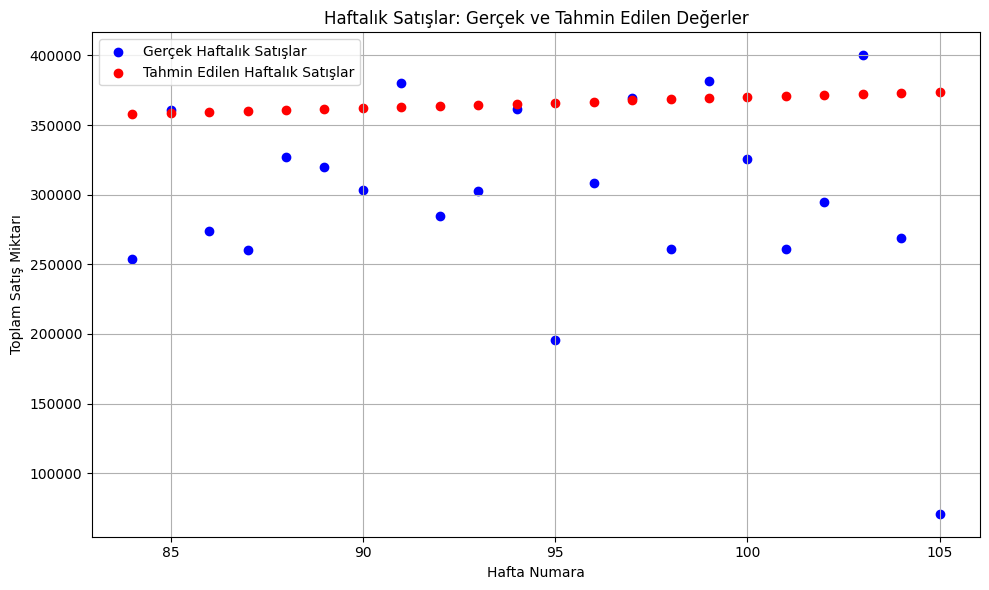 Haftalık Satışlar: Gerçek ve Tahmin Edilen Değerler
Gerçek Haftalık Satışlar
Tahmin Edilen Haftalık Satışlar
Toplam Satış Miktarı
400000
350000
300000
250000
200000
150000
100000
85
90
95
100
105
Hafta Numara